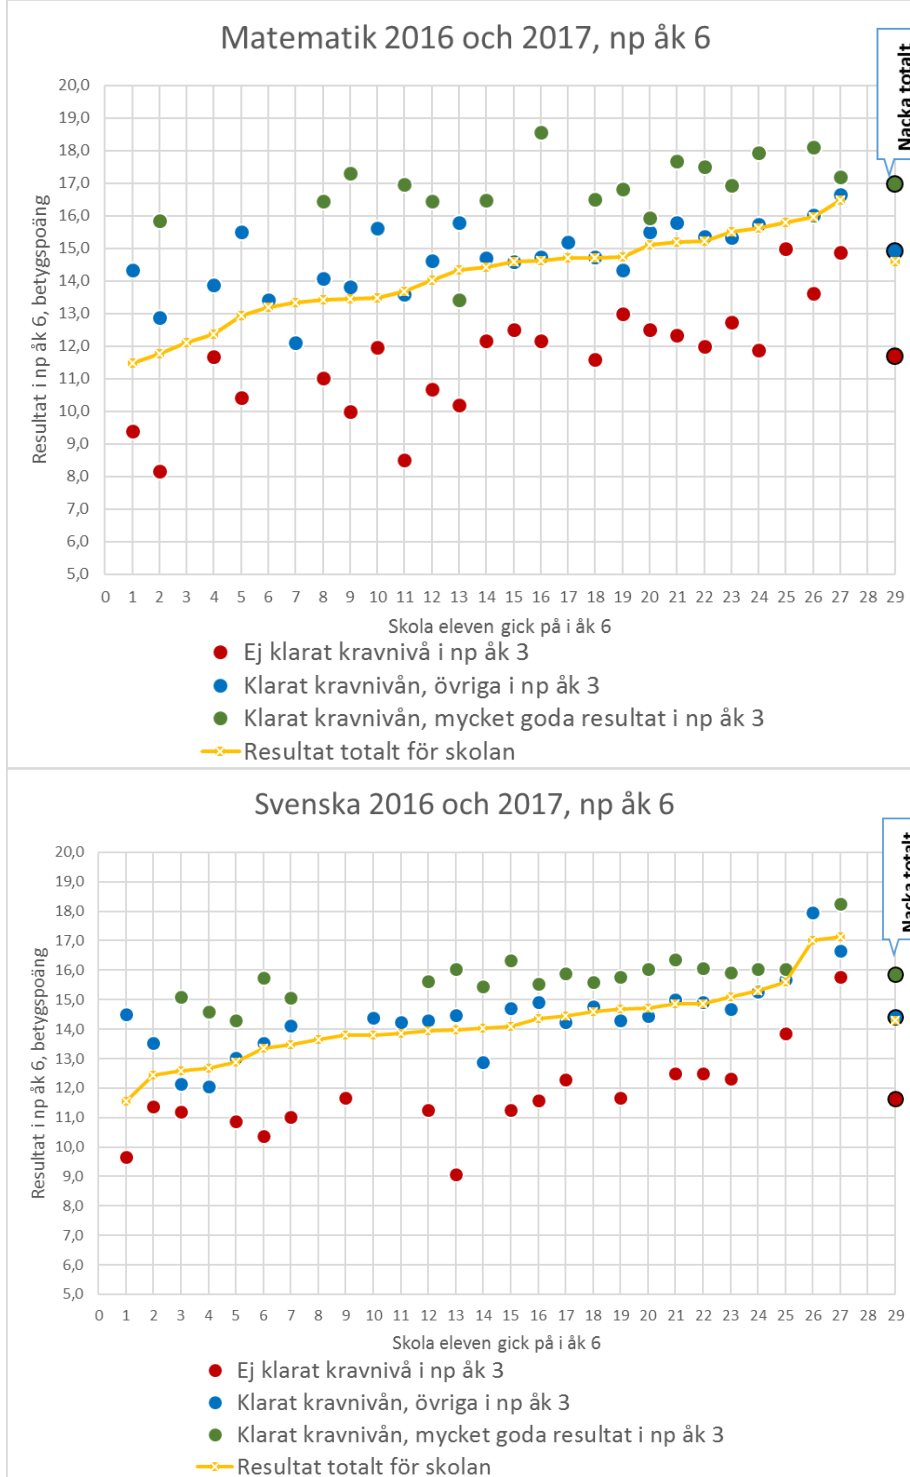 Matematik 2016 och 2017, np åk 6
Nacka totalt
20,0
19,0
18,0
17,0
16,0
15,0
14,0
13,0
12,0
11,0
10,0
9,0
8,0
7,0
6,0
5,0
Resultat i np åk 6, betygspoäng
0 1 2 3 4 5 6 7 8 9 10 11 12 13 14 15 16 17 18 19 20 21 22 23 24 25 26 27 28 29
Skola eleven gick på i åk 6
Ej klarat kravnivå i np åk 3
Klarat kravnivån, övriga i np åk 3
Klarat kravnivån, mycket goda resultat i np åk 3
Resultat totalt för skolan
Svenska 2016 och 2017, np åk 6
Nacka totalt
20,0
19,0
18,0
17,0
16,0
15,0
14,0
13,0
12,0
11,0
10,0
9,0
8,0
7,0
6,0
5,0
Resultat i np åk 6, betygspoäng
0 1 2 3 4 5 6 7 8 9 10 11 12 13 14 15 16 17 18 19 20 21 22 23 24 25 26 27 28 29
Skola eleven gick på i åk 6
Ej klarat kravnivå i np åk 3
Klarat kravnivån, övriga i np åk 3
Klarat kravnivån, mycket goda resultat i np åk 3
Resultat totalt för skolan